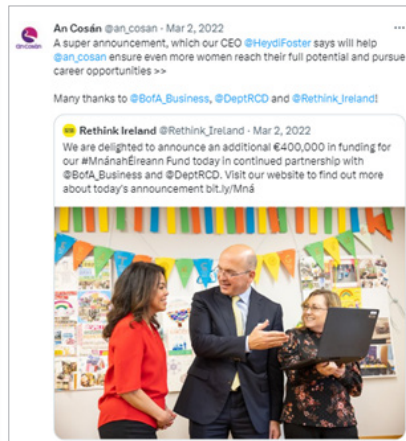 An Cosán @an_cosan · Mar 2, 2022
A super announcement, which our CEO @HeydiFoster says will help
@an_cosan ensure even more women reach their full potential and pursue
career opportunities >>
Many thanks to @BofA_Business, @DeptRCD and @Rethink_Ireland!
Rethink Ireland @Rethink_Ireland · Mar 2, 2022
We are delighted to announce an additional €400,000 in funding for
our #MnánahÉireann Fund today in continued partnership with
@BofA_Business and @DeptRCD. Visit our website to find out more
about today's announcement bit.ly/Mná